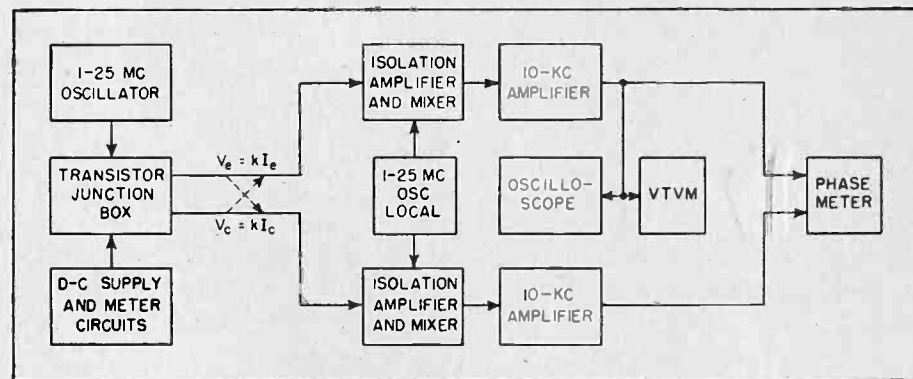 1-25 MC
OSCILLATOR
TRANSISTOR
JUNCTION
BOX
D-C SUPPLY
AND METER
CIRCUITS
Ve = kIe
Vc = kIc
ISOLATION
AMPLIFIER
AND MIXER
1-25 MC
OSC
LOCAL
ISOLATION
AMPLIFIER
AND MIXER
10-KC
AMPLIFIER
OSCILLO-
SCOPE
VTVM
10-KC
AMPLIFIER
PHASE
METER